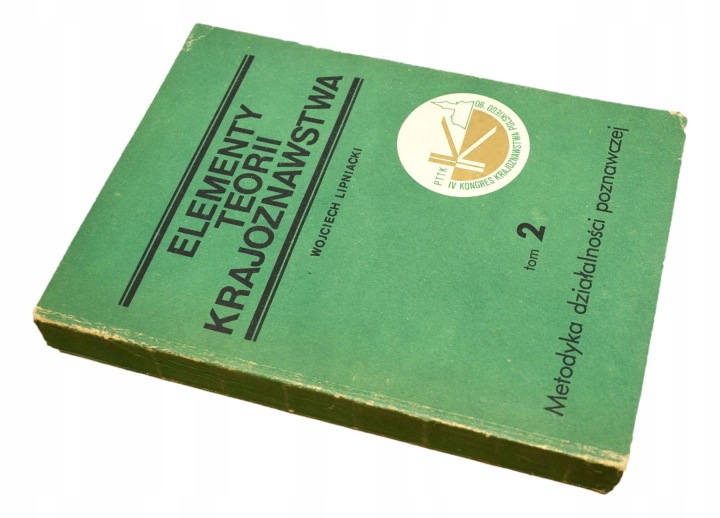 ELEMENTY
TEORII
KRAJOZNAWSTWA
WOJCIECH LIPNIACKI
PTTK
IV KONGRES KRAJOZNAWSTWA POLSKIEGO '90
tom 2
Metodyka działalności poznawczej